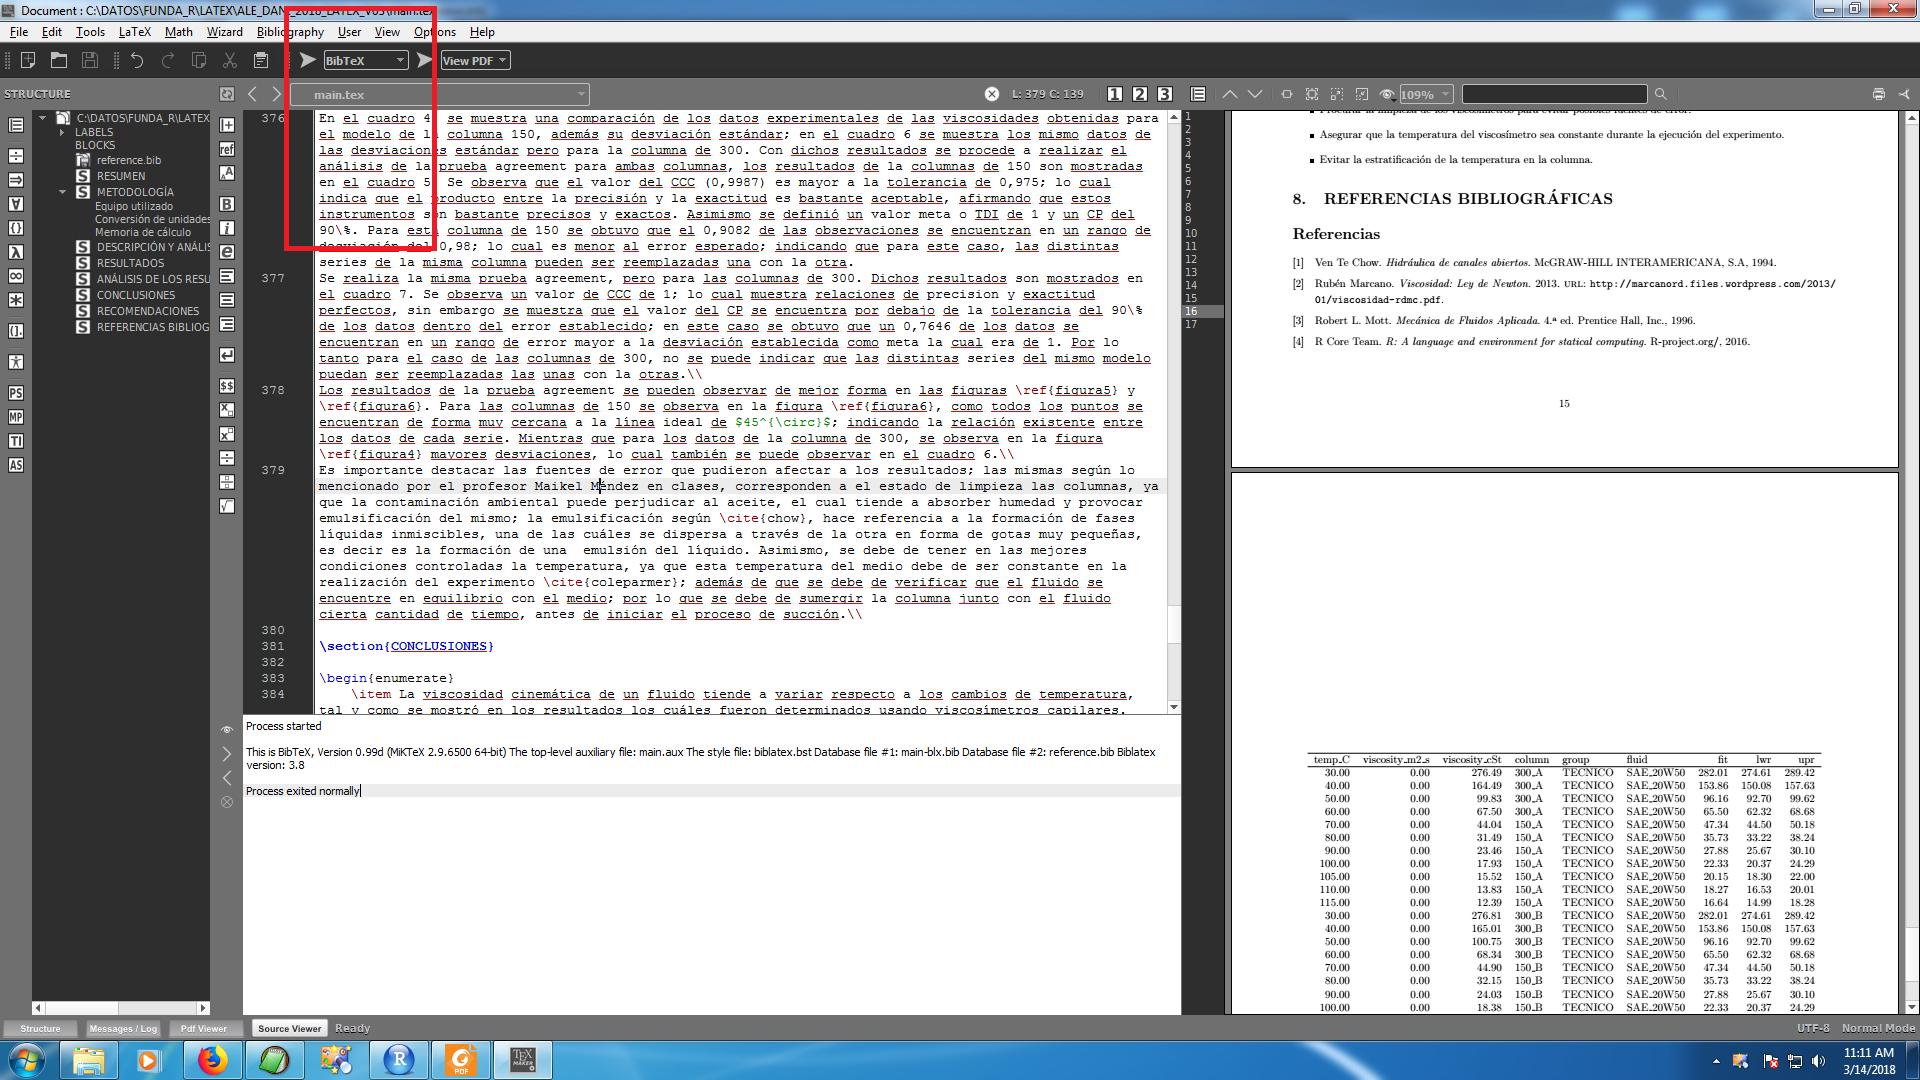 Document : C:\DATOS\FUNDA_R\LATEX\ALE_DANI_2018_LATEX_V03\main.tex
File Edit Tools LaTeX Math Wizard Bibliography User View Options Help
BibTeX View PDF
STRUCTURE
main.tex
L: 379 C: 139
1 2 3
109%
C:\DATOS\FUNDA_R\LATEX
LABELS
BLOCKS
reference.bib
RESUMEN
METODOLOGÍA
Equipo utilizado
Conversión de unidades
Memoria de cálculo
DESCRIPCIÓN Y ANÁLIS
RESULTADOS
ANÁLISIS DE LOS RESU
CONCLUSIONES
RECOMENDACIONES
REFERENCIAS BIBLIOG
376 En el cuadro 4, se muestra una comparación de los datos experimentales de las viscosidades obtenidas para
el modelo de la columna 150, además su desviación estándar; en el cuadro 6 se muestra los mismo datos de
las desviaciones estándar pero para la columna de 300. Con dichos resultados se procede a realizar el
análisis de la prueba agreement para ambas columnas, los resultados de la columnas de 150 son mostradas
en el cuadro 5. Se observa que el valor del CCC (0,9987) es mayor a la tolerancia de 0,975; lo cual
indica que el producto entre la precisión y la exactitud es bastante aceptable, afirmando que estos
instrumentos son bastante precisos y exactos. Asimismo se definió un valor meta o TDI de 1 y un CP del
90\%. Para esta columna de 150 se obtuvo que el 0,9082 de las observaciones se encuentran en un rango de
desviación del 0,98; lo cual es menor al error esperado; indicando que para este caso, las distintas
series de la misma columna pueden ser reemplazadas una con la otra.
377 Se realiza la misma prueba agreement, pero para las columnas de 300. Dichos resultados son mostrados en
el cuadro 7. Se observa un valor de CCC de 1; lo cual muestra relaciones de precision y exactitud
perfectos, sin embargo se muestra que el valor del CP se encuentra por debajo de la tolerancia del 90\%
de los datos dentro del error establecido; en este caso se obtuvo que un 0,7646 de los datos se
encuentran en un rango de error mayor a la desviación establecida como meta la cual era de 1. Por lo
tanto para el caso de las columnas de 300, no se puede indicar que las distintas series del mismo modelo
puedan ser reemplazadas las unas con la otras.\\
378 Los resultados de la prueba agreement se pueden observar de mejor forma en las figuras \ref{figura5} y
\ref{figura6}. Para las columnas de 150 se observa en la figura \ref{figura6}, como todos los puntos se
encuentran de forma muy cercana a la línea ideal de $45^{\circ}$; indicando la relación existente entre
los datos de cada serie. Mientras que para los datos de la columna de 300, se observa en la figura
\ref{figura4} mayores desviaciones, lo cual también se puede observar en el cuadro 6.\\
379 Es importante destacar las fuentes de error que pudieron afectar a los resultados; las mismas según lo
mencionado por el profesor Maikel Méndez en clases, corresponden a el estado de limpieza las columnas, ya
que la contaminación ambiental puede perjudicar al aceite, el cual tiende a absorber humedad y provocar
emulsificación del mismo; la emulsificación según \cite{chow}, hace referencia a la formación de fases
líquidas inmiscibles, una de las cuáles se dispersa a través de la otra en forma de gotas muy pequeñas,
es decir es la formación de una  emulsión del líquido. Asimismo, se debe de tener en las mejores
condiciones controladas la temperatura, ya que esta temperatura del medio debe de ser constante en la
realización del experimento \cite{coleparmer}; además de que se debe de verificar que el fluido se
encuentre en equilibrio con el medio; por lo que se debe de sumergir la columna junto con el fluido
cierta cantidad de tiempo, antes de iniciar el proceso de succión.\\
380
381 \section{CONCLUSIONES}
382
383 \begin{enumerate}
384 \item La viscosidad cinemática de un fluido tiende a variar respecto a los cambios de temperatura,
tal y como se mostró en los resultados los cuáles fueron determinados usando viscosímetros capilares.
1
2
3
4
5
6
7
8
9
10
11
12
13
14
15
16
17
Procurar la limpieza de los viscosímetros para evitar posibles fuentes de error.
Asegurar que la temperatura del viscosímetro sea constante durante la ejecución del experimento.
Evitar la estratificación de la temperatura en la columna.
8. REFERENCIAS BIBLIOGRÁFICAS
Referencias
[1] Ven Te Chow. Hidráulica de canales abiertos. McGRAW-HILL INTERAMERICANA, S.A, 1994.
[2] Rubén Marcano. Viscosidad: Ley de Newton. 2013. URL: http://marcanord.files.wordpress.com/2013/
01/viscosidad-rdmc.pdf.
[3] Robert L. Mott. Mecánica de Fluidos Aplicada. 4.ª ed. Prentice Hall, Inc., 1996.
[4] R Core Team. R: A language and environment for statical computing. R-project.org/, 2016.
15
temp_C viscosity_m2_s viscosity_cSt column group fluid fit lwr upr
30.00 0.00 276.49 300_A TECNICO SAE_20W50 282.01 274.61 289.42
40.00 0.00 164.49 300_A TECNICO SAE_20W50 153.86 150.08 157.63
50.00 0.00 99.83 300_A TECNICO SAE_20W50 96.16 92.70 99.62
60.00 0.00 67.50 300_A TECNICO SAE_20W50 65.50 62.32 68.68
70.00 0.00 44.04 150_A TECNICO SAE_20W50 47.34 44.50 50.18
80.00 0.00 31.49 150_A TECNICO SAE_20W50 35.73 33.22 38.24
90.00 0.00 23.46 150_A TECNICO SAE_20W50 27.88 25.67 30.10
100.00 0.00 17.93 150_A TECNICO SAE_20W50 22.33 20.37 24.29
105.00 0.00 15.52 150_A TECNICO SAE_20W50 20.15 18.30 22.00
110.00 0.00 13.83 150_A TECNICO SAE_20W50 18.27 16.53 20.01
115.00 0.00 12.39 150_A TECNICO SAE_20W50 16.64 14.99 18.28
30.00 0.00 276.81 300_B TECNICO SAE_20W50 282.01 274.61 289.42
40.00 0.00 165.01 300_B TECNICO SAE_20W50 153.86 150.08 157.63
50.00 0.00 100.75 300_B TECNICO SAE_20W50 96.16 92.70 99.62
60.00 0.00 68.34 300_B TECNICO SAE_20W50 65.50 62.32 68.68
70.00 0.00 44.90 150_B TECNICO SAE_20W50 47.34 44.50 50.18
80.00 0.00 32.15 150_B TECNICO SAE_20W50 35.73 33.22 38.24
90.00 0.00 24.03 150_B TECNICO SAE_20W50 27.88 25.67 30.10
100.00 0.00 18.38 150_B TECNICO SAE_20W50 22.33 20.37 24.29
Process started
This is BibTeX, Version 0.99d (MiKTeX 2.9.6500 64-bit) The top-level auxiliary file: main.aux The style file: biblatex.bst Database file #1: main-blx.bib Database file #2: reference.bib Biblatex
version: 3.8
Process exited normally
Structure Messages / Log Pdf Viewer Source Viewer Ready
UTF-8 Normal Mode
11:11 AM
3/14/2018